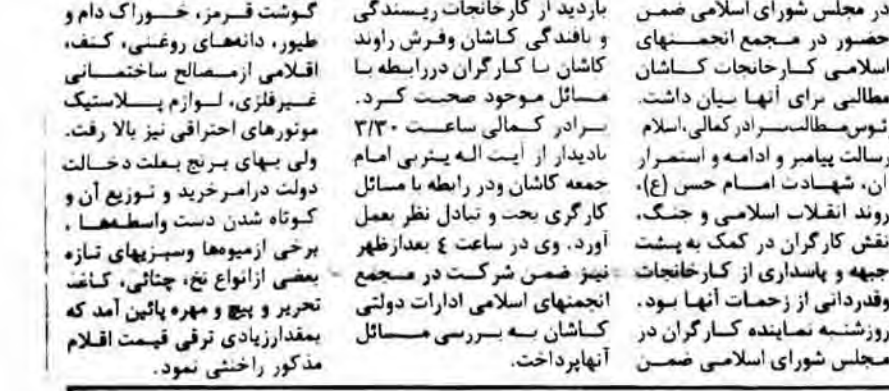 در مجلس شورای اسلامی ضمن
حضور در مجمع انجمنهای
اسلامی کارخانجات کاشان
مطالبی برای آنها بیان داشت.
برادر کمالی، اسلام
رسالت پیامبر و ادامه و استمرار
آن، شهادت امام حسن (ع)،
روند انقلاب اسلامی و جنگ،
نقش کارگران در کمک به پشت
جبهه و پاسداری از کارخانجات
وقدردانی از زحمات آنها بود.
روزشنبه نماینده کارگران در
مجلس شورای اسلامی ضمن
بازدید از کارخانجات ریسندگی
و بافندگی کاشان وفرش راوند
کاشان با کارگران دررابطه با
مسائل موجود صحبت کرد.
برادر کمالی ساعت ۳/۳۰
بادیدار از آیت اله یثربی امام
جمعه کاشان ودر رابطه با مسائل
کارگری بحث و تبادل نظر بعمل
آورد. وی در ساعت ٤ بعدازظهر
نیز ضمن شرکت در مجمع
انجمنهای اسلامی ادارات دولتی
کاشان به بررسی مسائل
آنهاپرداخت.
گوشت قرمز، خوراک دام و
طیور، دانههای روغنی، کنف،
اقلامی ازمصالح ساختمانی
غیرفلزی، لوازم پلاستیک
موتورهای احتراقی نیز بالا رفت.
ولی بهای برنج بعلت دخالت
دولت درامرخرید و توزیع آن و
کوتاه شدن دست واسطهها،
برخی ازمیوهها وسبزیهای تازه
بعضی ازانواع نخ، چتائی، کاغذ
تحریر و پیچ و مهره پائین آمد که
بمقدارزیادی ترقی قیمت اقلام
مذکور راخنثی نمود.